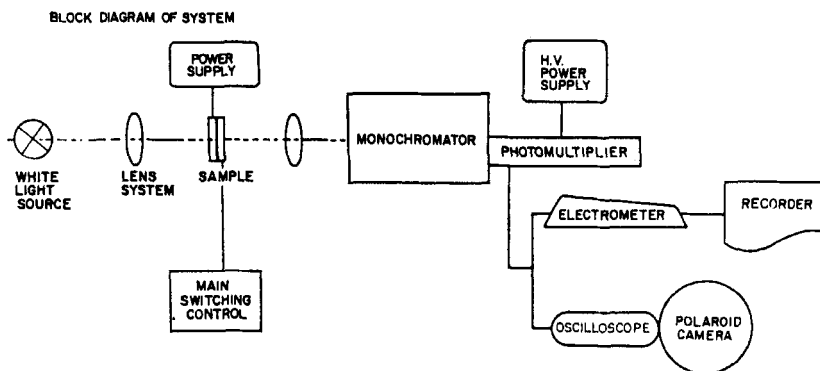 BLOCK DIAGRAM OF SYSTEM
POWER
SUPPLY
H.V.
POWER
SUPPLY
MONOCHROMATOR
PHOTOMULTIPLIER
WHITE
LIGHT
SOURCE
LENS
SYSTEM
SAMPLE
ELECTROMETER
RECORDER
MAIN
SWITCHING
CONTROL
OSCILLOSCOPE
POLAROID
CAMERA